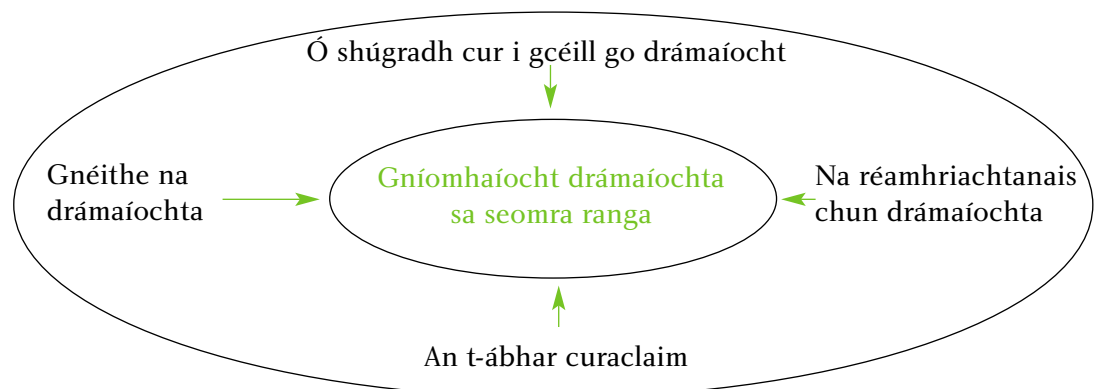 Ó shúgradh cur i gcéill go drámaíocht
Gnéithe na
drámaíochta
Gníomhaíocht drámaíochta
sa seomra ranga
Na réamhriachtanais
chun drámaíochta
An t-ábhar curaclaim